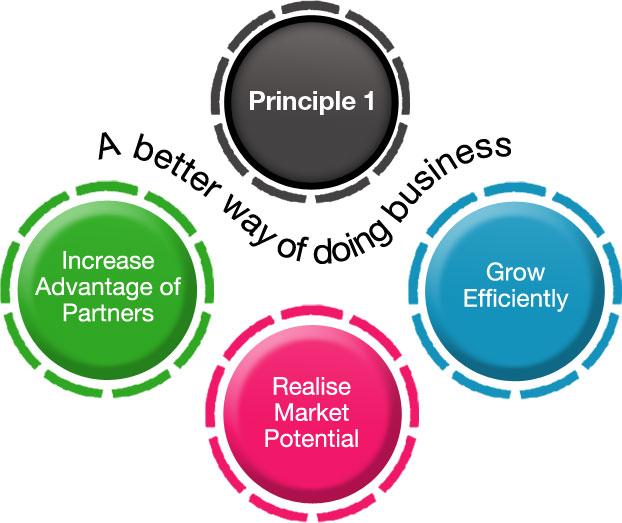 Principle 1
A better way of doing business
Increase
Advantage of
Partners
Grow
Efficiently
Realise
Market
Potential